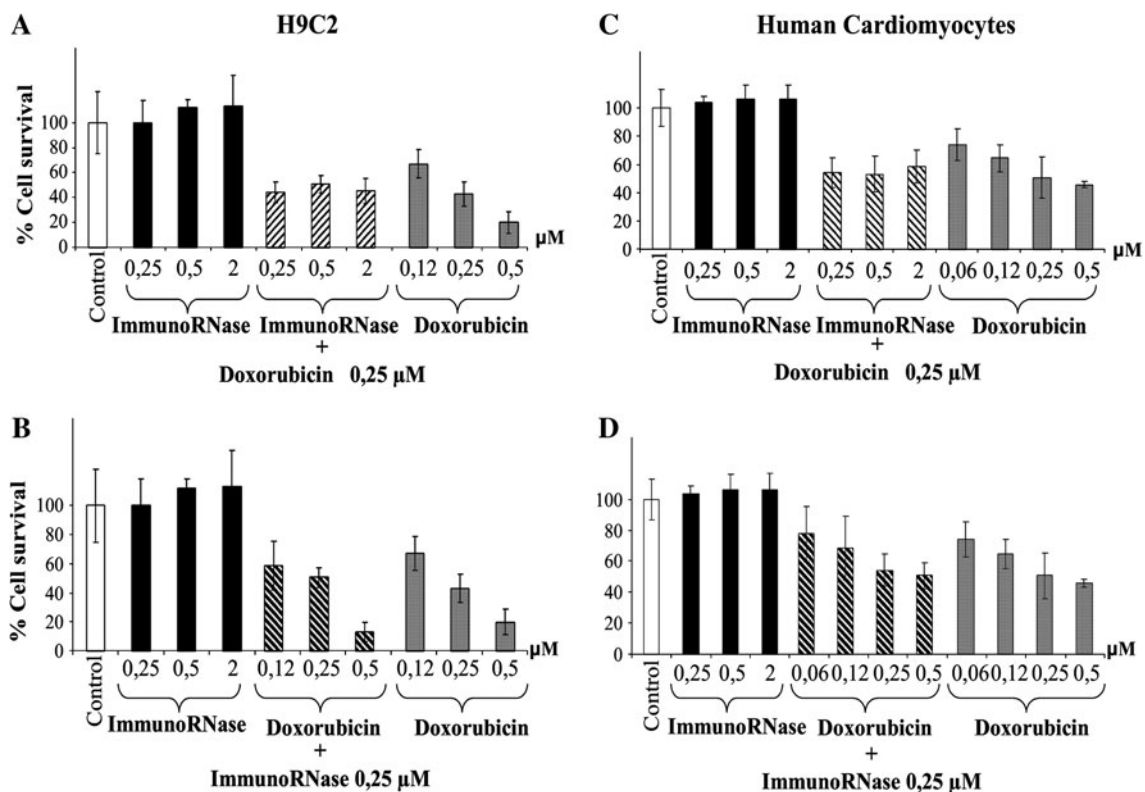 A
H9C2
% Cell survival
100
80
60
40
20
0
µM
Control
0,25 0,5 2 0,25 0,5 2 0,12 0,25 0,5
ImmunoRNase ImmunoRNase Doxorubicin
+
Doxorubicin 0,25 µM
C
Human Cardiomyocytes
% Cell survival
100
80
60
40
20
0
µM
Control
0,25 0,5 2 0,25 0,5 2 0,06 0,12 0,25 0,5
ImmunoRNase ImmunoRNase Doxorubicin
+
Doxorubicin 0,25 µM
B
% Cell survival
100
80
60
40
20
0
µM
Control
0,25 0,5 2 0,12 0,25 0,5 0,12 0,25 0,5
ImmunoRNase Doxorubicin Doxorubicin
+
ImmunoRNase 0,25 µM
D
% Cell survival
100
80
60
40
20
0
µM
Control
0,25 0,5 2 0,06 0,12 0,25 0,5 0,06 0,12 0,25 0,5
ImmunoRNase Doxorubicin Doxorubicin
+
ImmunoRNase 0,25 µM